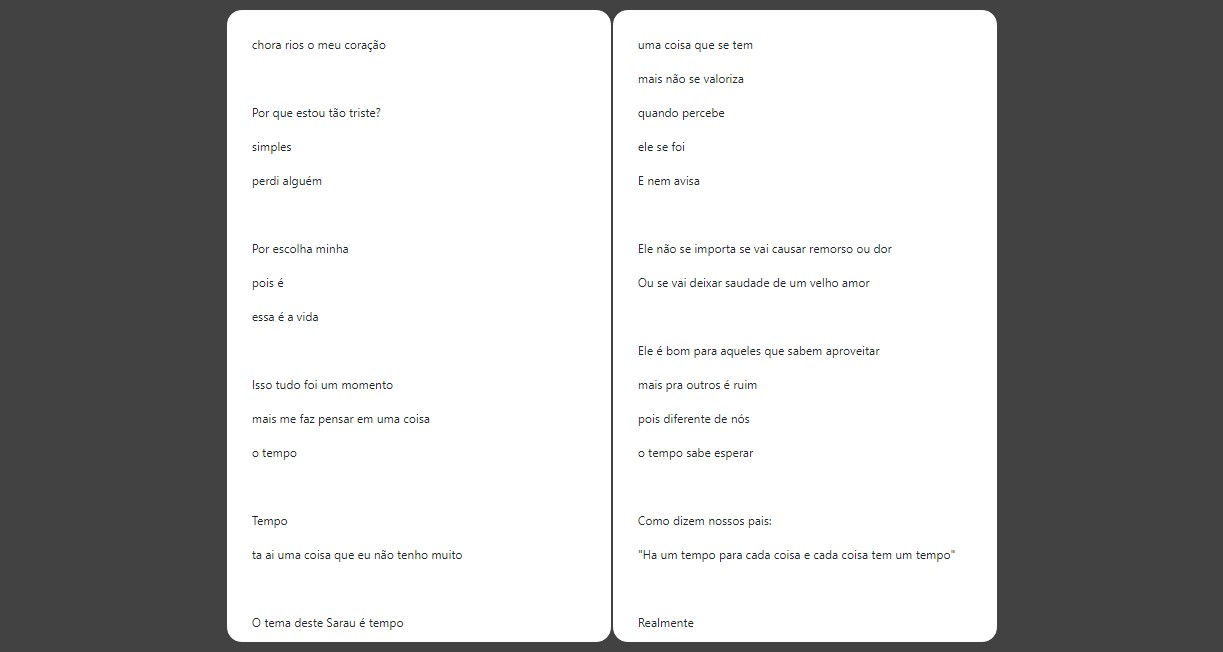 chora rios o meu coração
Por que estou tão triste?
simples
perdi alguém
Por escolha minha
pois é
essa é a vida
Isso tudo foi um momento
mais me faz pensar em uma coisa
o tempo
Tempo
ta ai uma coisa que eu não tenho muito
O tema deste Sarau é tempo
uma coisa que se tem
mais não se valoriza
quando percebe
ele se foi
E nem avisa
Ele não se importa se vai causar remorso ou dor
Ou se vai deixar saudade de um velho amor
Ele é bom para aqueles que sabem aproveitar
mais pra outros é ruim
pois diferente de nós
o tempo sabe esperar
Como dizem nossos pais:
"Ha um tempo para cada coisa e cada coisa tem um tempo"
Realmente